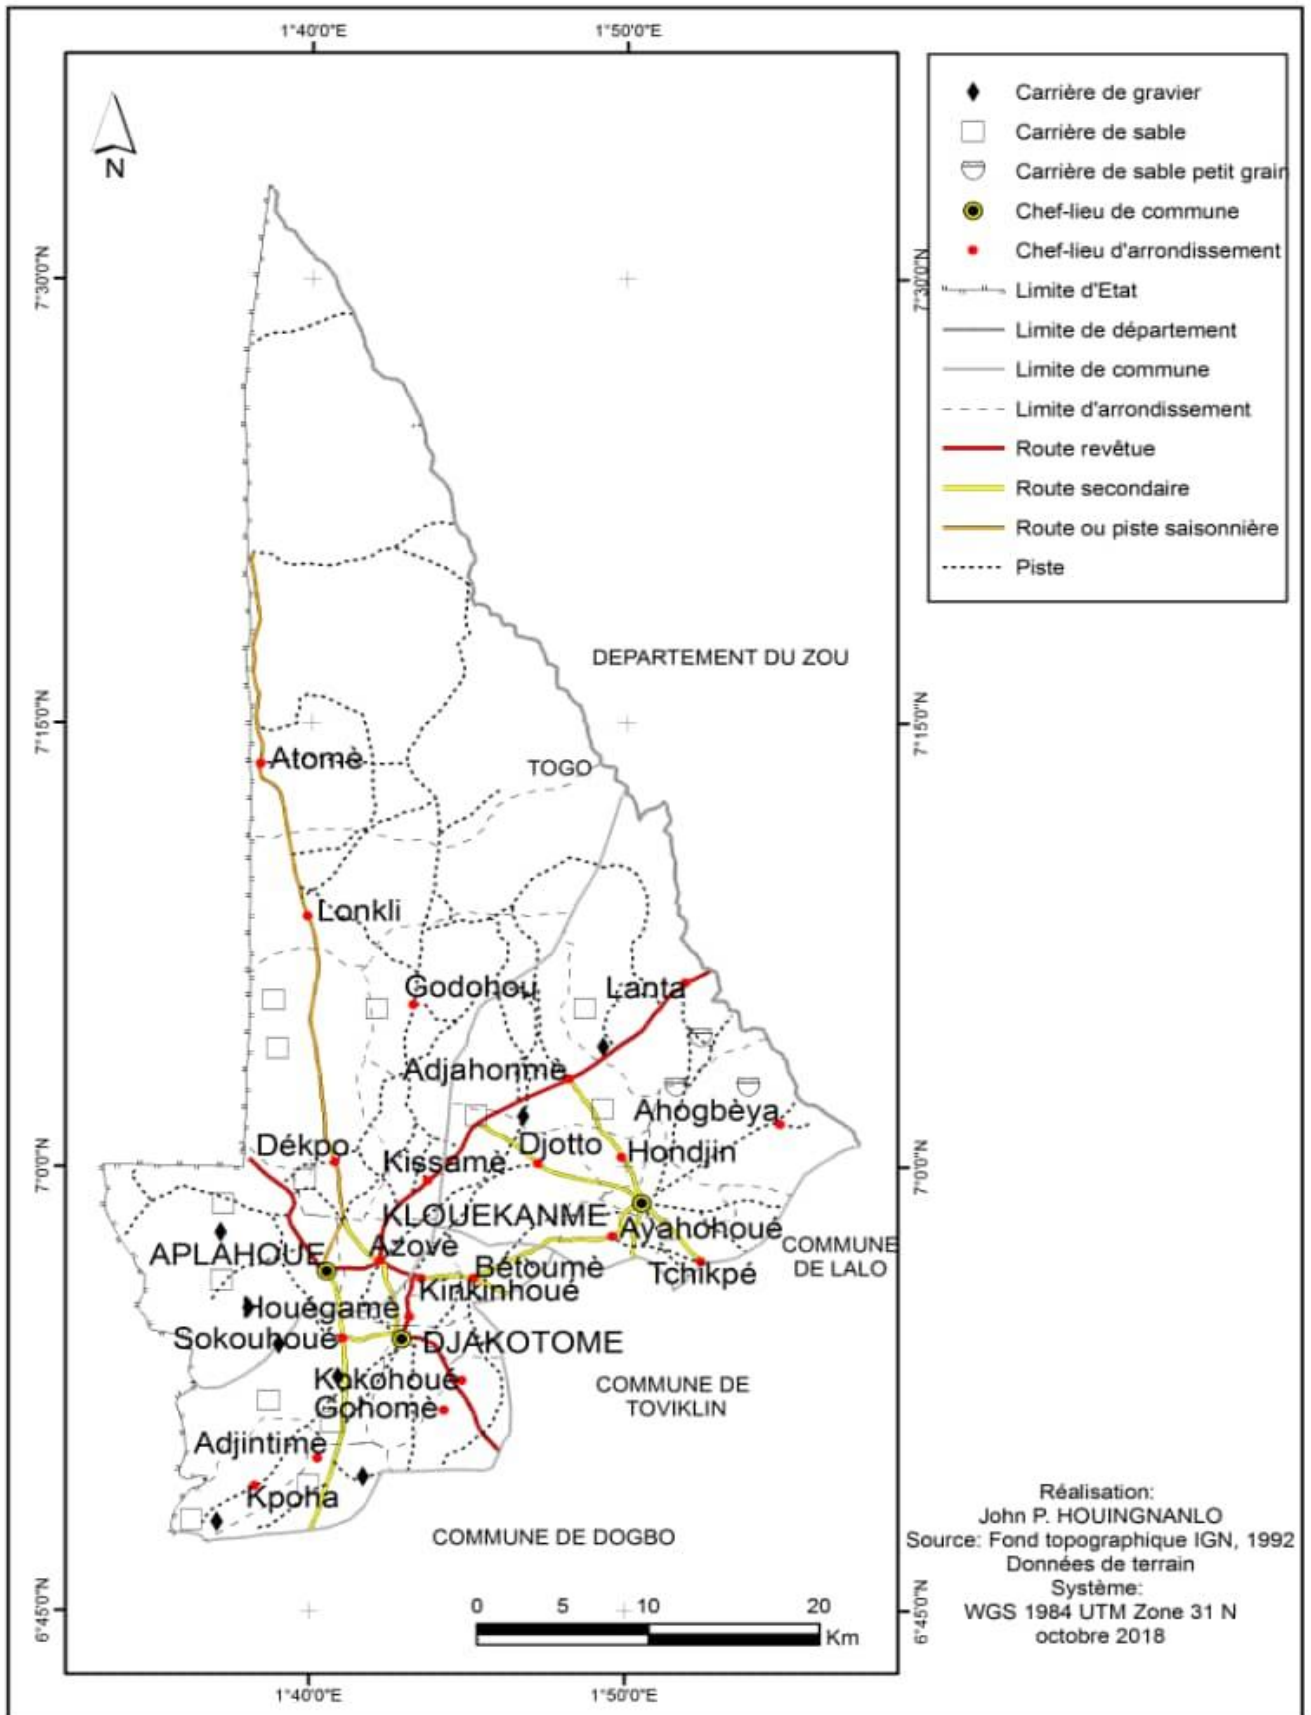 1°40'0"E
1°50'0"E
N
7°30'0"N
7°30'0"N
Carrière de gravier
Carrière de sable
Carrière de sable petit grain
Chef-lieu de commune
Chef-lieu d'arrondissement
Limite d'Etat
Limite de département
Limite de commune
Limite d'arrondissement
Route revêtue
Route secondaire
Route ou piste saisonnière
Piste
DEPARTEMENT DU ZOU
7°15'0"N
7°15'0"N
Atomè
TOGO
Lonkli
Godohou
Lanta
Adjahonmè
Ahogbèya
Dékpo
Djotto
Hondjin
Kissamè
7°0'0"N
7°0'0"N
KLOUEKANME
Ayahohoué
APLAHOUE
Azovè
COMMUNE
DE LALO
Bétoumè
Tchikpé
Kinkinhoué
Houégamè
Sokouhoué
DJAKOTOME
Kokohoué
COMMUNE DE
TOVIKLIN
Gohomè
Adjintimè
Kpoha
COMMUNE DE DOGBO
Réalisation:
John P. HOUINGNANLO
Source: Fond topographique IGN, 1992
Données de terrain
Système:
WGS 1984 UTM Zone 31 N
octobre 2018
6°45'0"N
6°45'0"N
0 5 10 20
Km
1°40'0"E
1°50'0"E